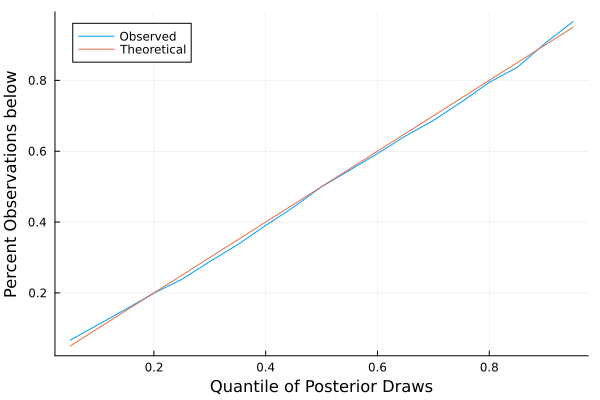 Observed
Theoretical
Percent Observations below
0.8
0.6
0.4
0.2
0.2 0.4 0.6 0.8
Quantile of Posterior Draws